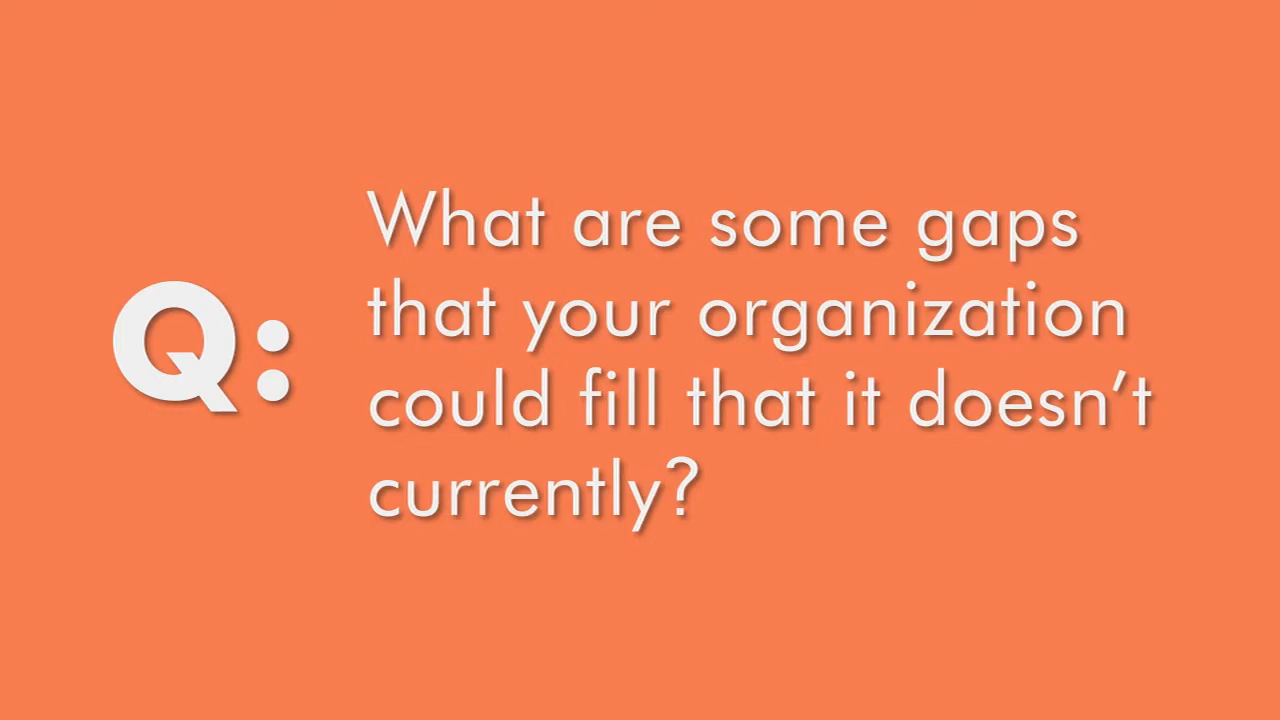 Q:
What are some gaps
that your organization
could fill that it doesn’t
currently?